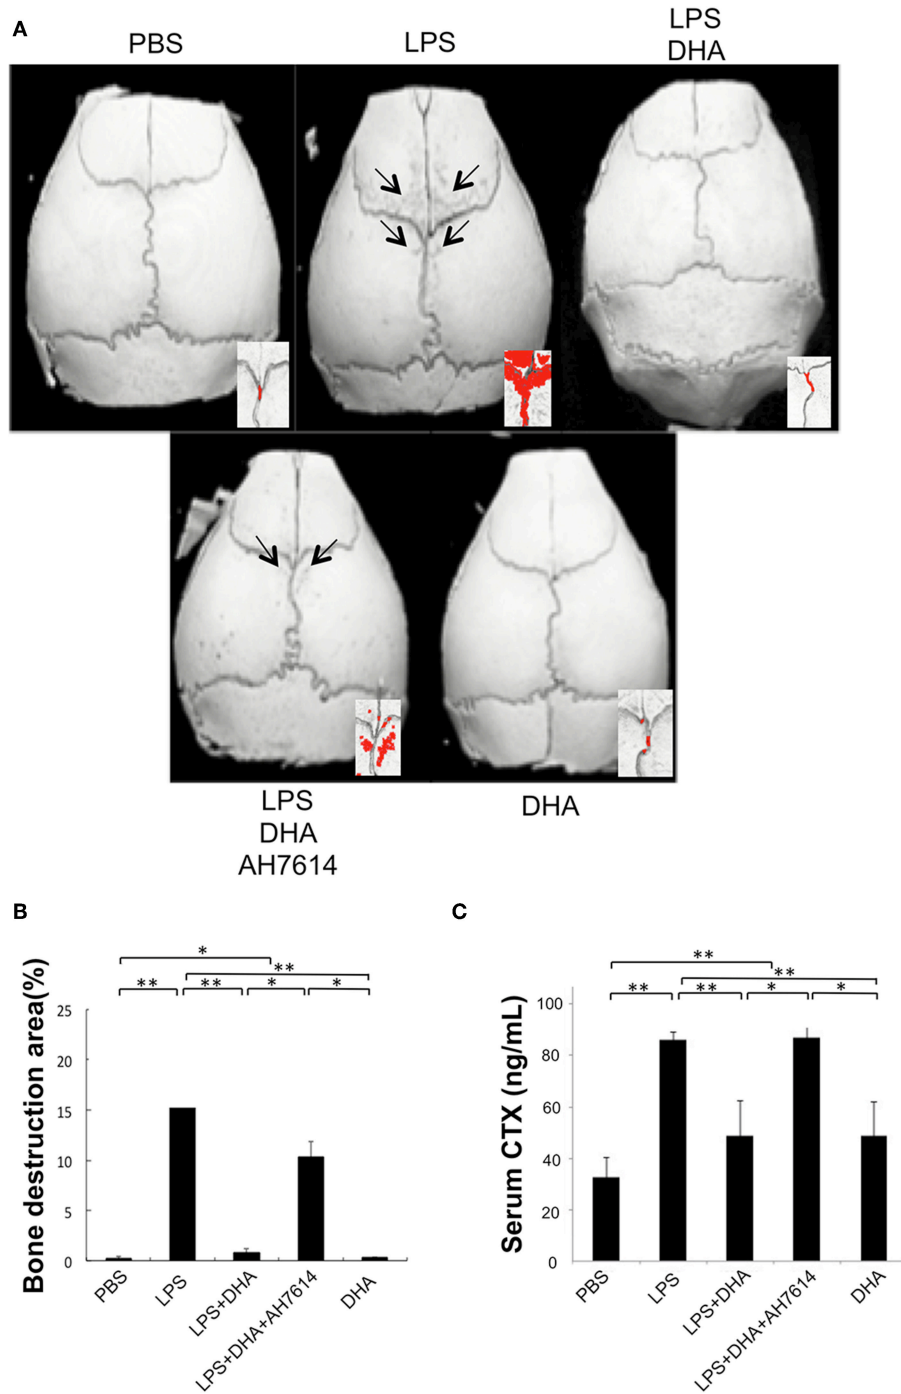 A
PBS
LPS
LPS
DHA
LPS
DHA
AH7614
DHA
B
Bone destruction area(%)
*
**
** ** * *
25
20
15
10
5
0
PBS
LPS
LPS+DHA
LPS+DHA+AH7614
DHA
C
Serum CTX (ng/mL)
**
**
** ** * *
100
80
60
40
20
0
PBS
LPS
LPS+DHA
LPS+DHA+AH7614
DHA